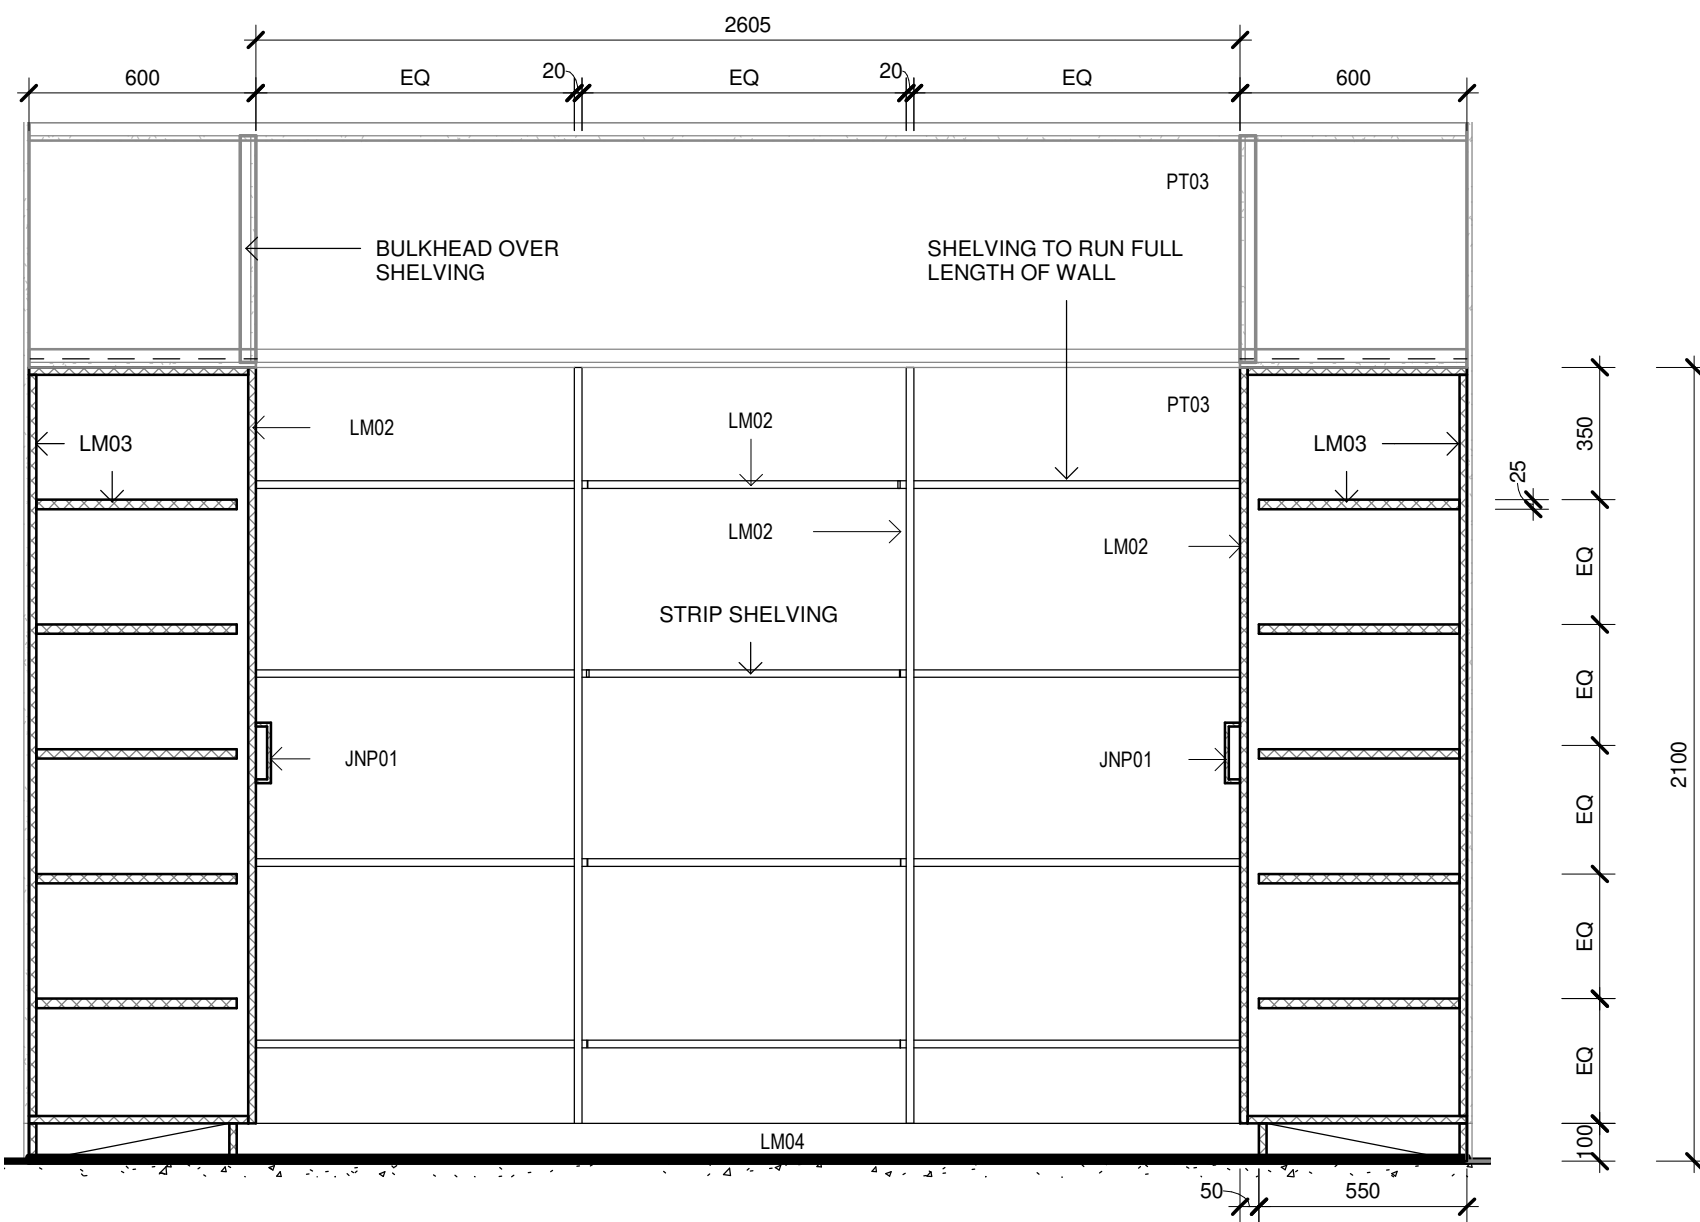 2605
600
EQ
20
EQ
20
EQ
600
PT03
BULKHEAD OVER
SHELVING
SHELVING TO RUN FULL
LENGTH OF WALL
PT03
LM02
LM02
LM03
LM03
350
25
LM02
LM02
EQ
STRIP SHELVING
EQ
JNP01
JNP01
2100
EQ
EQ
EQ
LM04
100
50
550